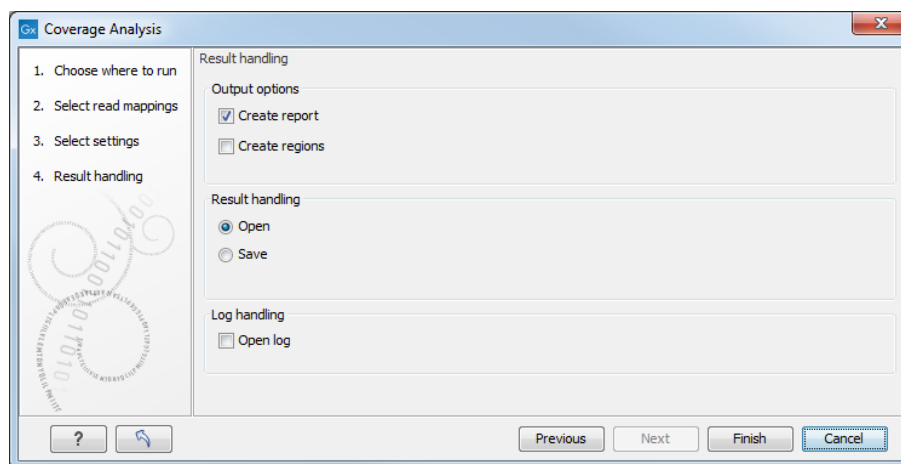 Gx Coverage Analysis
1. Choose where to run
2. Select read mappings
3. Select settings
4. Result handling
Result handling
Output options
Create report
Create regions
Result handling
Open
Save
Log handling
Open log
?
Previous
Next
Finish
Cancel